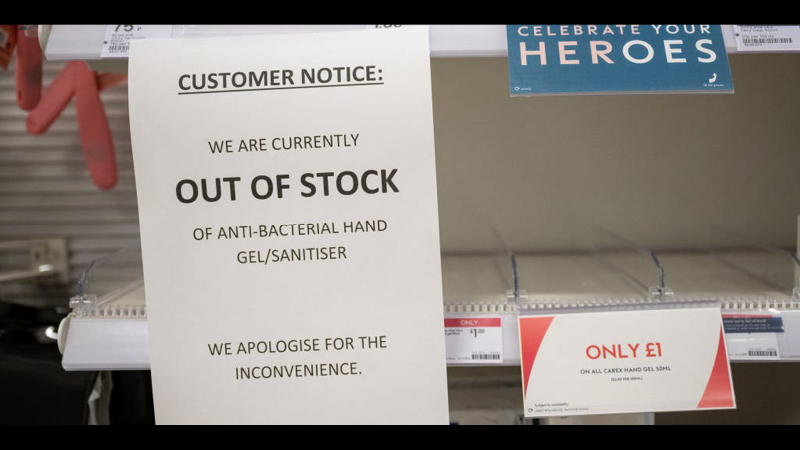 75p
CELEBRATE YOUR
HEROES
CUSTOMER NOTICE:
WE ARE CURRENTLY
OUT OF STOCK
OF ANTI-BACTERIAL HAND
GEL/SANITISER
WE APOLOGISE FOR THE
INCONVENIENCE.
ONLY
ONLY £1
ON ALL CAREX HAND GEL 50ML